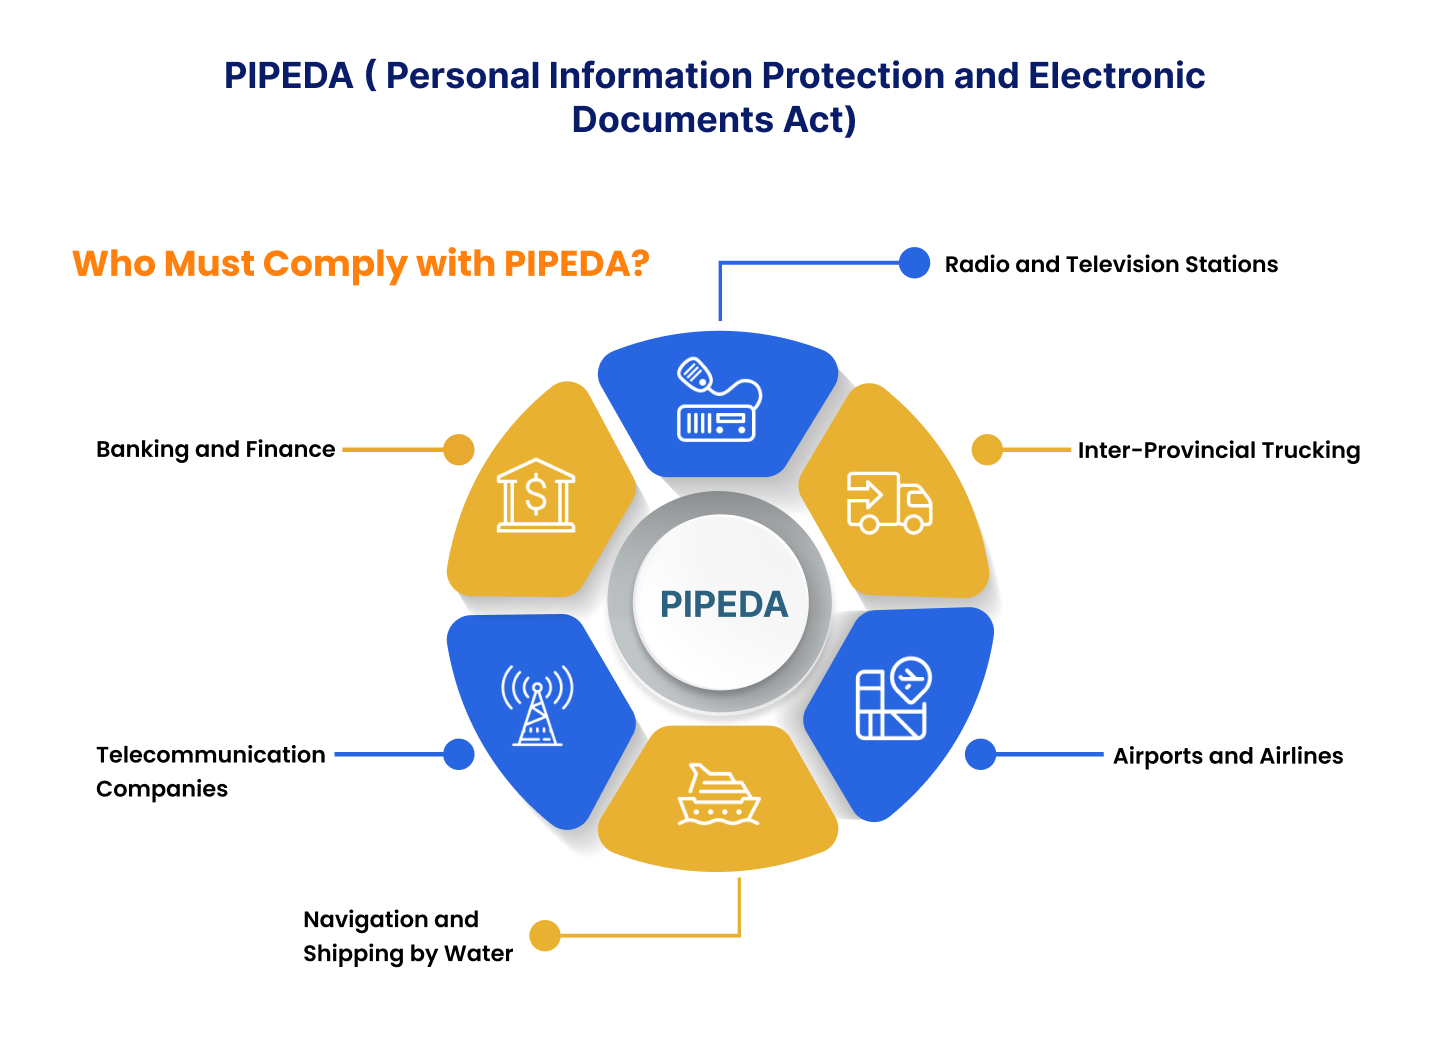 PIPEDA ( Personal Information Protection and Electronic
Documents Act)
Who Must Comply with PIPEDA?
Radio and Television Stations
Banking and Finance
Inter-Provincial Trucking
$
PIPEDA
Telecommunication
Companies
Airports and Airlines
Navigation and
Shipping by Water